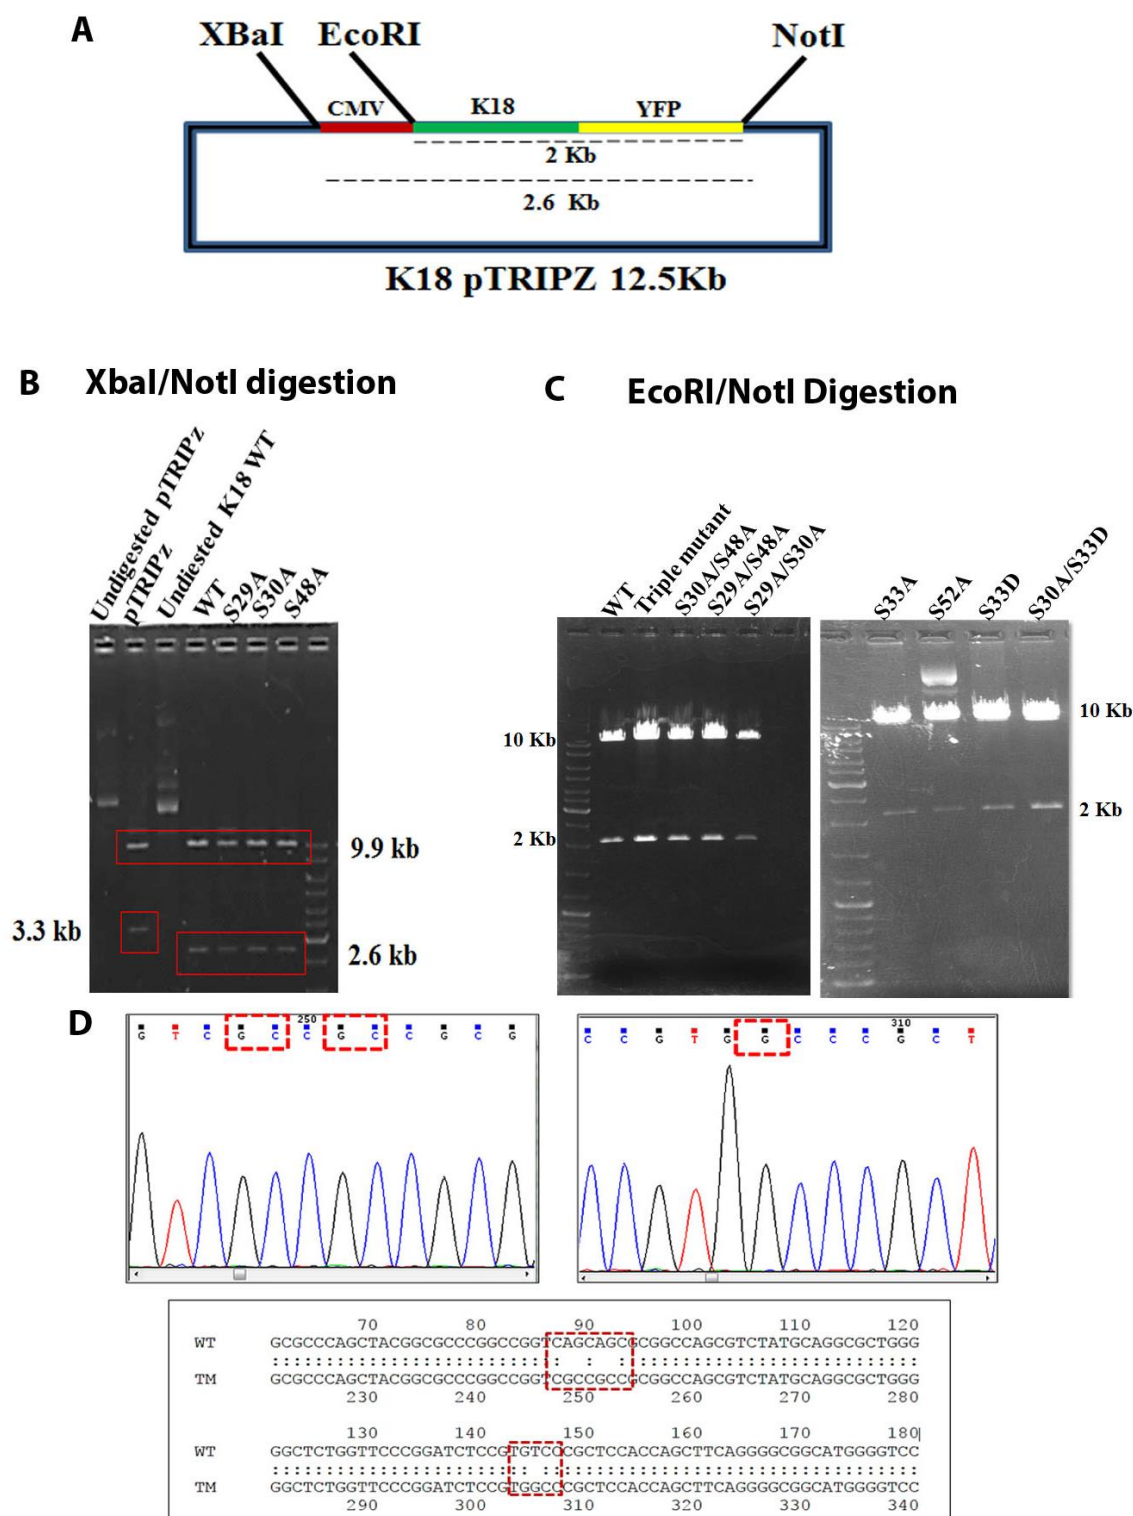 A
XBaI EcoRI NotI
CMV K18 YFP
2 Kb
2.6 Kb
K18 pTRIPZ 12.5Kb
B XbaI/NotI digestion
C EcoRI/NotI Digestion
Undigested pTRIPz
pTRIPz
Undiested K18 WT
WT
S29A
S30A
S48A
9.9 kb
3.3 kb
2.6 kb
WT
Triple mutant
S30A/S48A
S29A/S48A
S29A/S30A
S33A
S52A
S33D
S30A/S33D
10 Kb
2 Kb
10 Kb
2 Kb
D
250
G T C G C C G C C G C G
310
C C G T G G C C C G C T
70 80 90 100 110 120
WT GCGCCCAGCTACGGCGCCCGGCCGGTCAGCAGCGCGGCCAGCGTCTATGCAGGCGCTGGG
TM GCGCCCAGCTACGGCGCCCGGCCGGTCGCCGCCGCGGCCAGCGTCTATGCAGGCGCTGGG
230 240 250 260 270 280
130 140 150 160 170 180
WT GGCTCTGGTTCCCGGATCTCCGTGTCCCGCTCCACCAGCTTCAGGGGCGGCATGGGGTCC
TM GGCTCTGGTTCCCGGATCTCCGTGGCCCGCTCCACCAGCTTCAGGGGCGGCATGGGGTCC
290 300 310 320 330 340